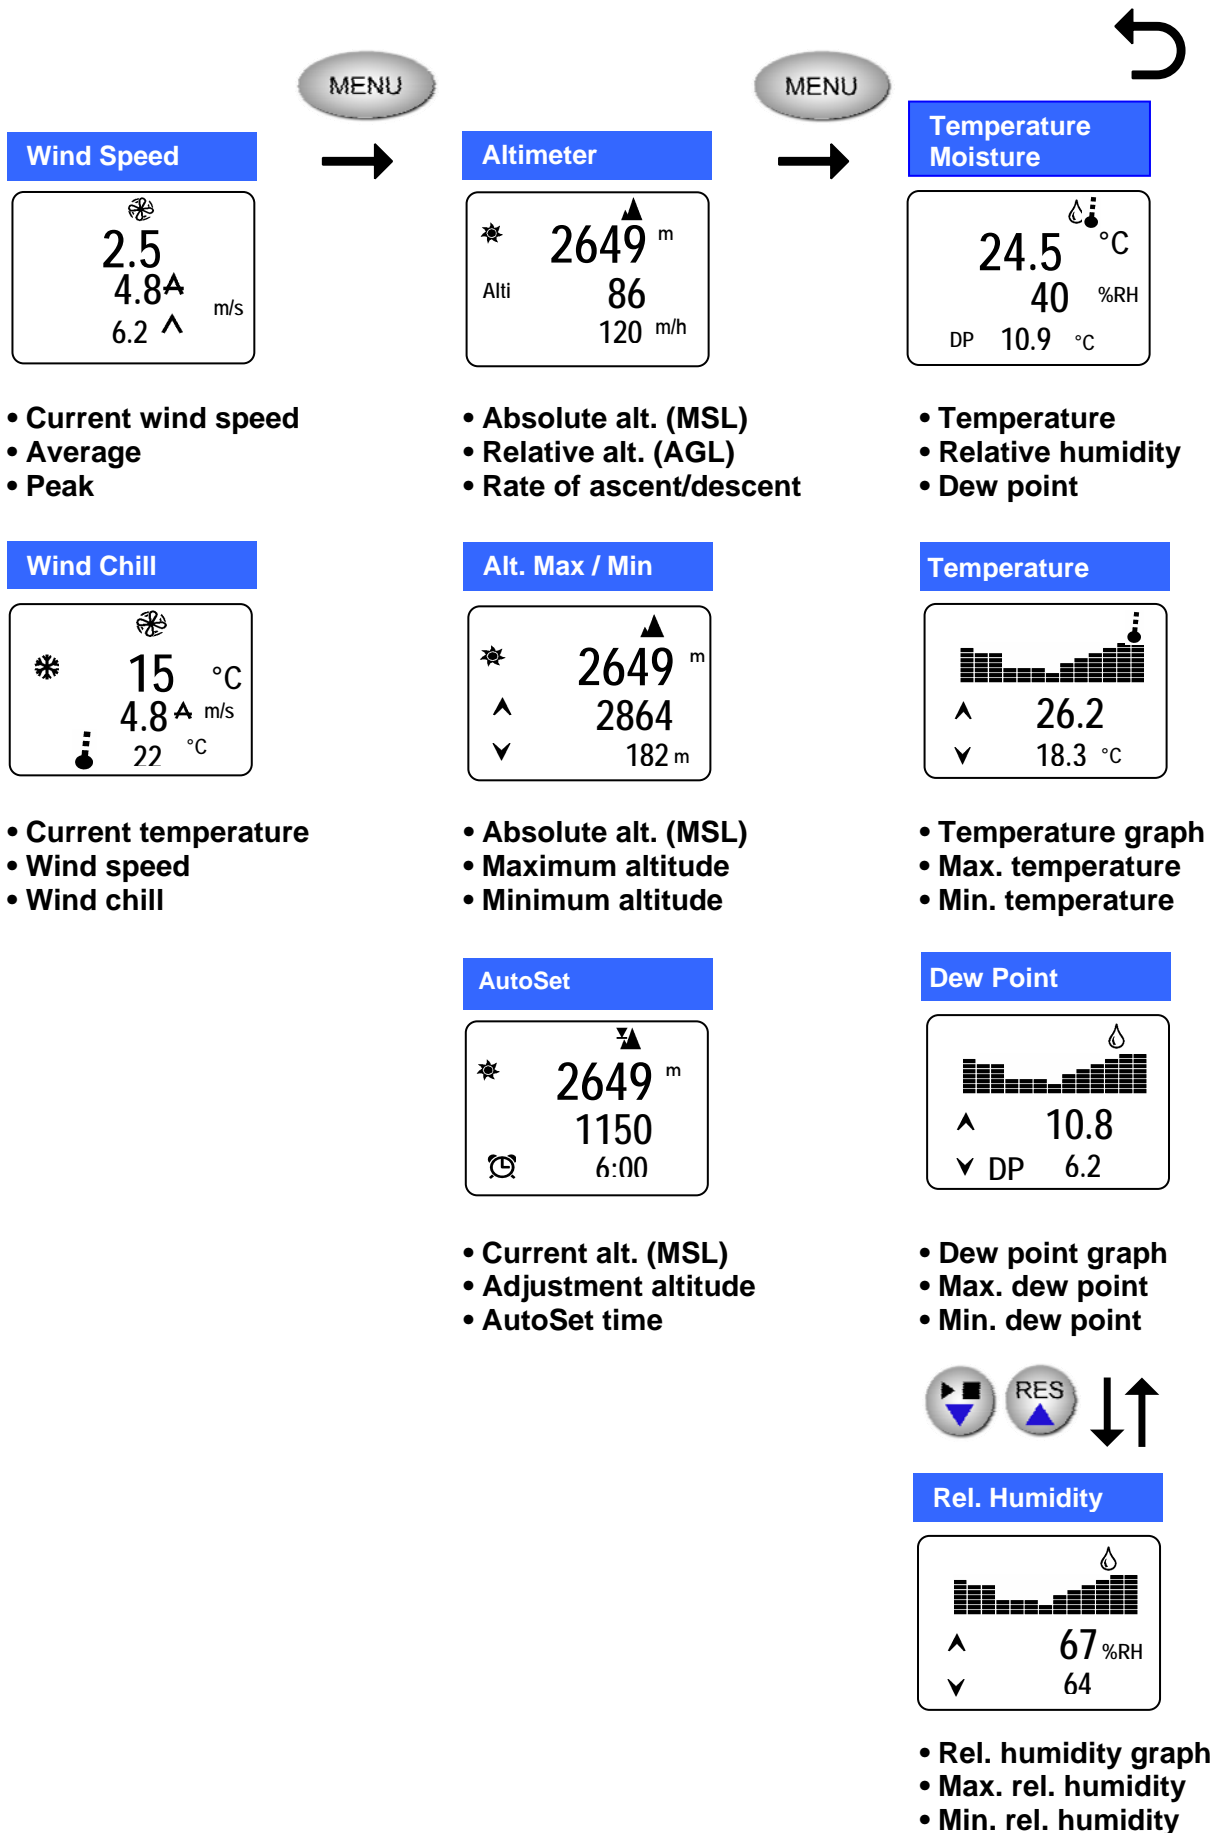 MENU
MENU
Wind Speed
2.5
4.8
m/s
6.2
• Current wind speed
• Average
• Peak
Wind Chill
15 °C
4.8 m/s
22 °C
• Current temperature
• Wind speed
• Wind chill
Altimeter
2649 m
Alti 86
120 m/h
• Absolute alt. (MSL)
• Relative alt. (AGL)
• Rate of ascent/descent
Alt. Max / Min
2649 m
2864
182 m
• Absolute alt. (MSL)
• Maximum altitude
• Minimum altitude
AutoSet
2649 m
1150
6:00
• Current alt. (MSL)
• Adjustment altitude
• AutoSet time
Temperature
Moisture
24.5 °C
40 %RH
DP 10.9 °C
• Temperature
• Relative humidity
• Dew point
Temperature
26.2
18.3 °C
• Temperature graph
• Max. temperature
• Min. temperature
Dew Point
10.8
DP 6.2
• Dew point graph
• Max. dew point
• Min. dew point
RES
Rel. Humidity
67 %RH
64
• Rel. humidity graph
• Max. rel. humidity
• Min. rel. humidity